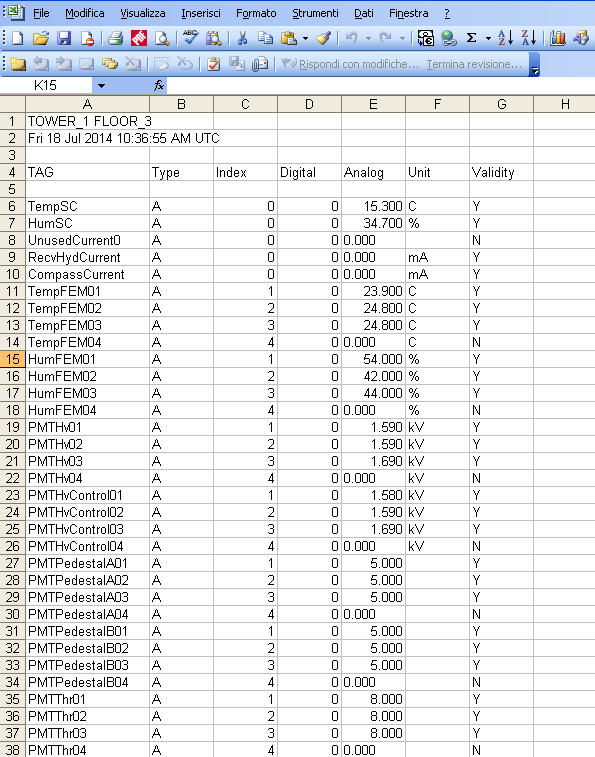 File Modifica Visualizza Inserisci Formato Strumenti Dati Finestra ?
Rispondi con modifiche... Termina revisione...
K15 fx
A B C D E F G H
1 TOWER_1 FLOOR_3
2 Fri 18 Jul 2014 10:36:55 AM UTC
3
4 TAG Type Index Digital Analog Unit Validity
5
6 TempSC A 0 0 15.300 C Y
7 HumSC A 0 0 34.700 % Y
8 UnusedCurrent0 A 0 0 0.000 N
9 RecvHydCurrent A 0 0 0.000 mA Y
10 CompassCurrent A 0 0 0.000 mA Y
11 TempFEM01 A 1 0 23.900 C Y
12 TempFEM02 A 2 0 24.800 C Y
13 TempFEM03 A 3 0 24.800 C Y
14 TempFEM04 A 4 0 0.000 C N
15 HumFEM01 A 1 0 54.000 % Y
16 HumFEM02 A 2 0 42.000 % Y
17 HumFEM03 A 3 0 44.000 % Y
18 HumFEM04 A 4 0 0.000 % N
19 PMTHv01 A 1 0 1.590 kV Y
20 PMTHv02 A 2 0 1.590 kV Y
21 PMTHv03 A 3 0 1.690 kV Y
22 PMTHv04 A 4 0 0.000 kV N
23 PMTHvControl01 A 1 0 1.580 kV Y
24 PMTHvControl02 A 2 0 1.590 kV Y
25 PMTHvControl03 A 3 0 1.690 kV Y
26 PMTHvControl04 A 4 0 0.000 kV N
27 PMTPedestalA01 A 1 0 5.000 Y
28 PMTPedestalA02 A 2 0 5.000 Y
29 PMTPedestalA03 A 3 0 5.000 Y
30 PMTPedestalA04 A 4 0 0.000 N
31 PMTPedestalB01 A 1 0 5.000 Y
32 PMTPedestalB02 A 2 0 5.000 Y
33 PMTPedestalB03 A 3 0 5.000 Y
34 PMTPedestalB04 A 4 0 0.000 N
35 PMTThr01 A 1 0 8.000 Y
36 PMTThr02 A 2 0 8.000 Y
37 PMTThr03 A 3 0 8.000 Y
38 PMTThr04 A 4 0 0.000 N